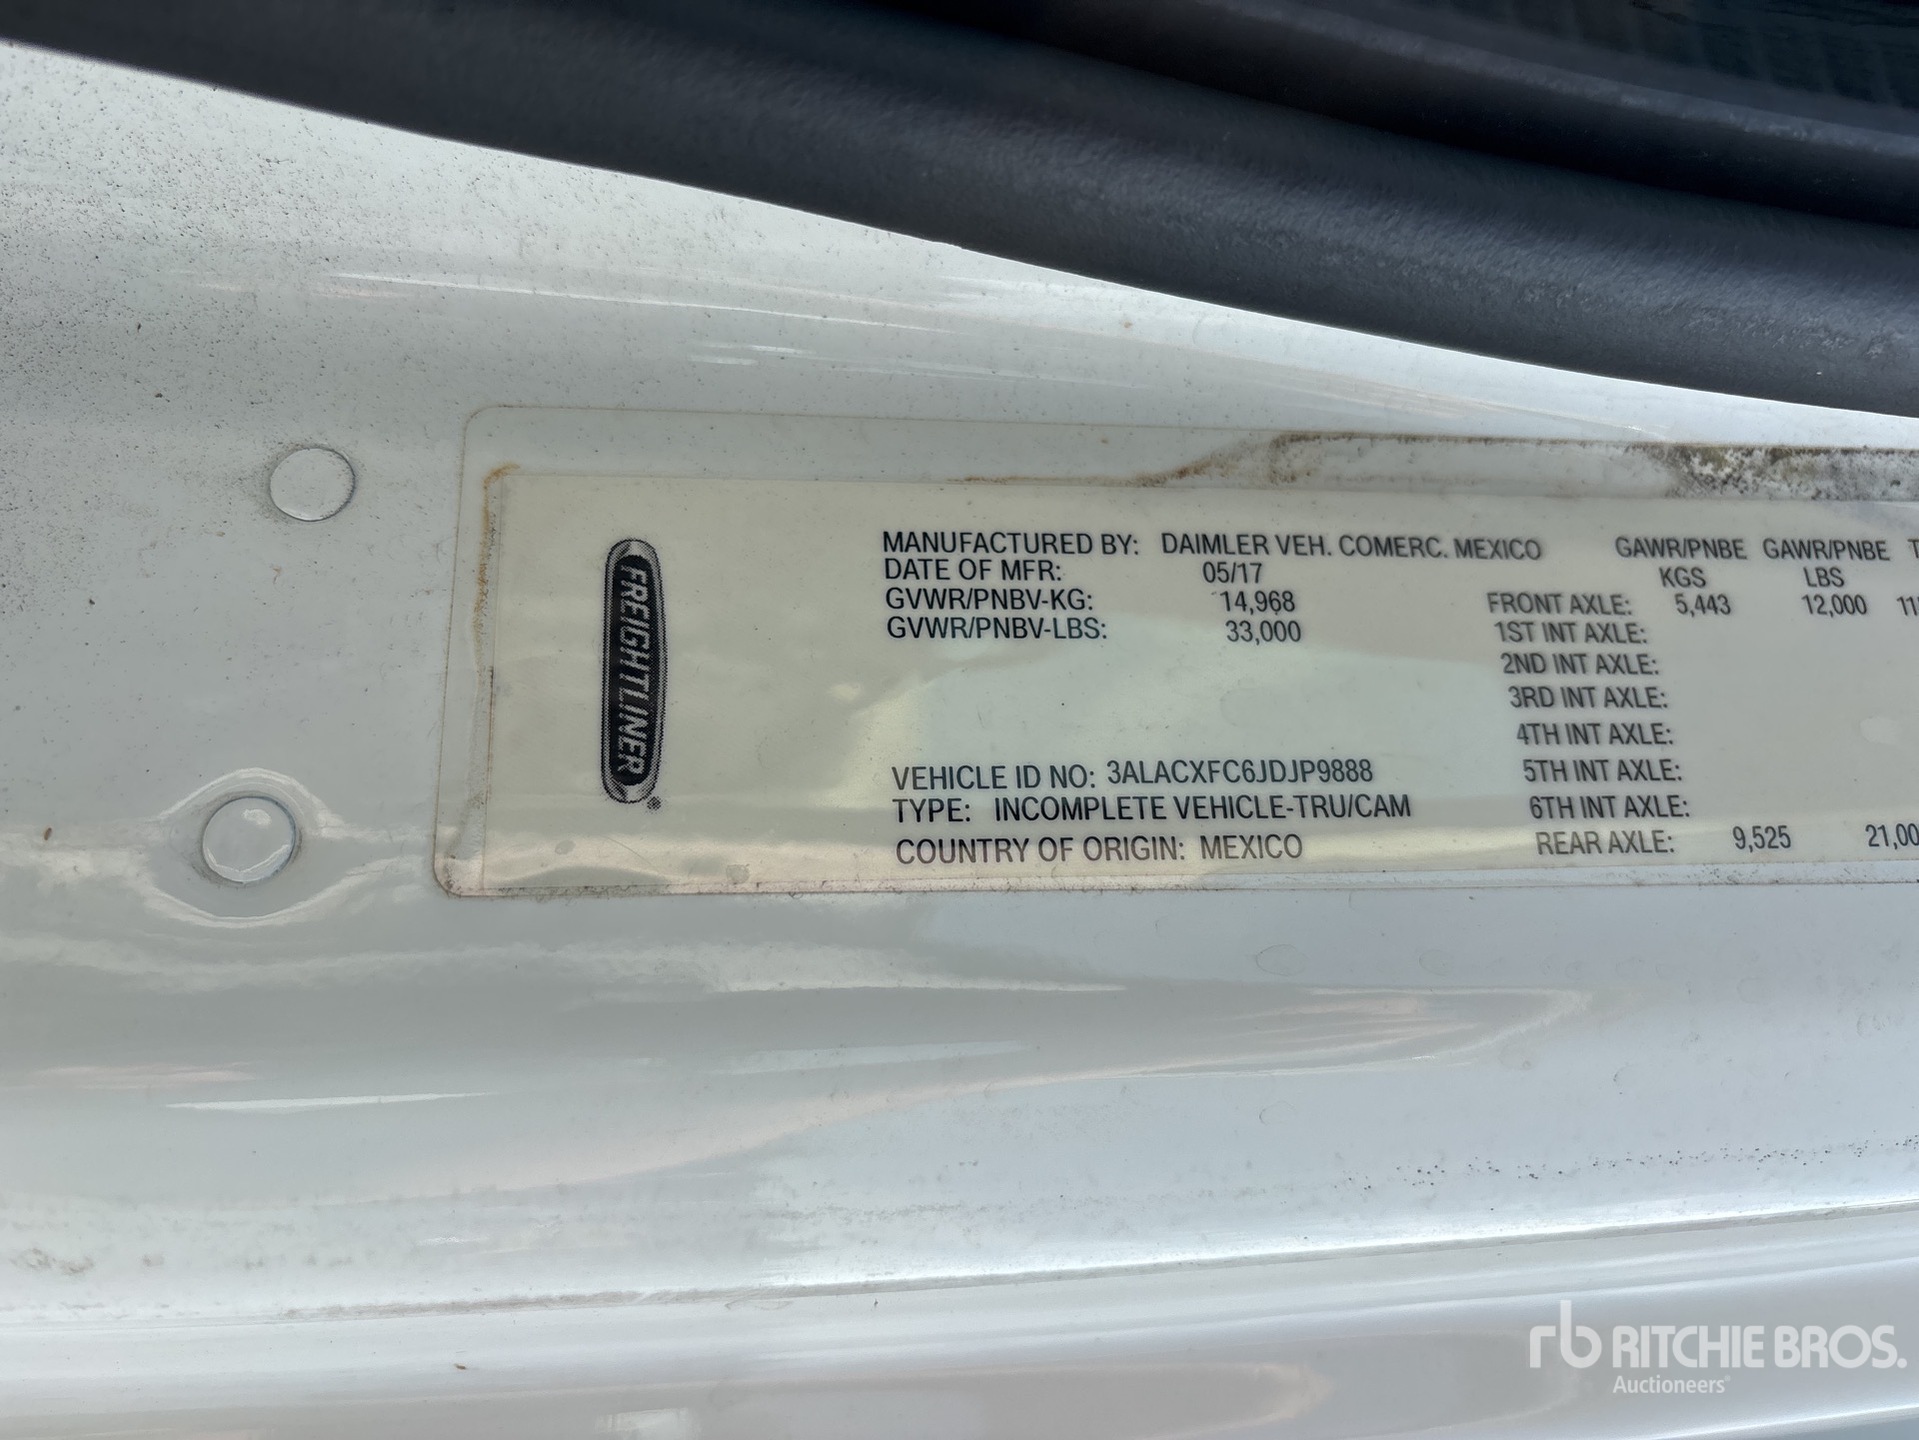 FREIGHTLINER®
MANUFACTURED BY: DAIMLER VEH. COMERC. MEXICO
DATE OF MFR: 05/17
GVWR/PNBV-KG: 14,968
GVWR/PNBV-LBS: 33,000
VEHICLE ID NO: 3ALACXFC6JDJP9888
TYPE: INCOMPLETE VEHICLE-TRU/CAM
COUNTRY OF ORIGIN: MEXICO
GAWR/PNBE GAWR/PNBE
KGS LBS
FRONT AXLE: 5,443 12,000
1ST INT AXLE:
2ND INT AXLE:
3RD INT AXLE:
4TH INT AXLE:
5TH INT AXLE:
6TH INT AXLE:
REAR AXLE: 9,525 21,00
rb RITCHIE BROS.
Auctioneers